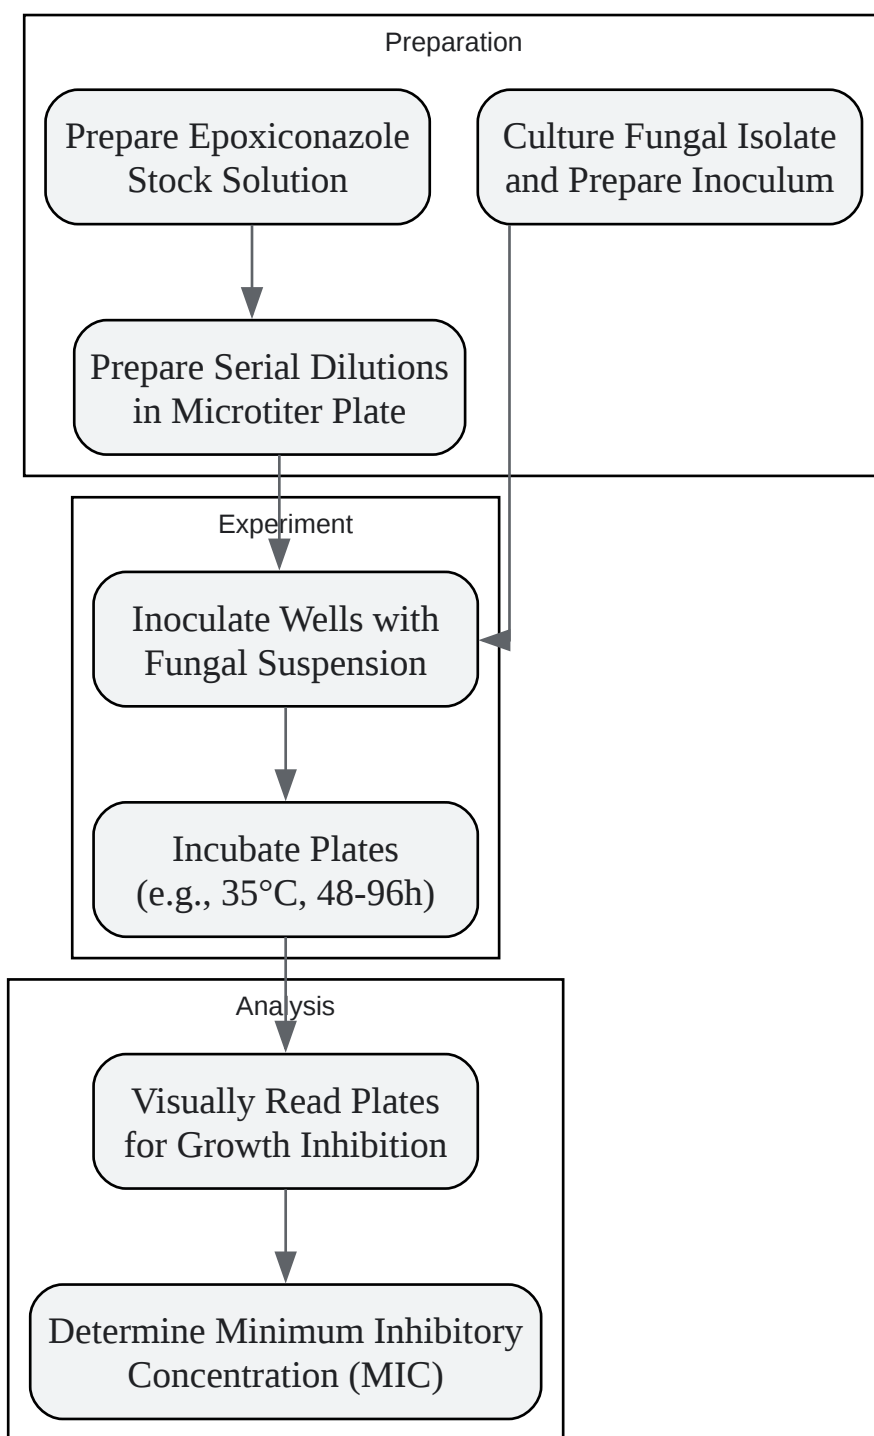 Preparation
Prepare Epoxiconazole
Stock Solution
Culture Fungal Isolate
and Prepare Inoculum
Prepare Serial Dilutions
in Microtiter Plate
Experiment
Inoculate Wells with
Fungal Suspension
Incubate Plates
(e.g., 35°C, 48-96h)
Analysis
Visually Read Plates
for Growth Inhibition
Determine Minimum Inhibitory
Concentration (MIC)